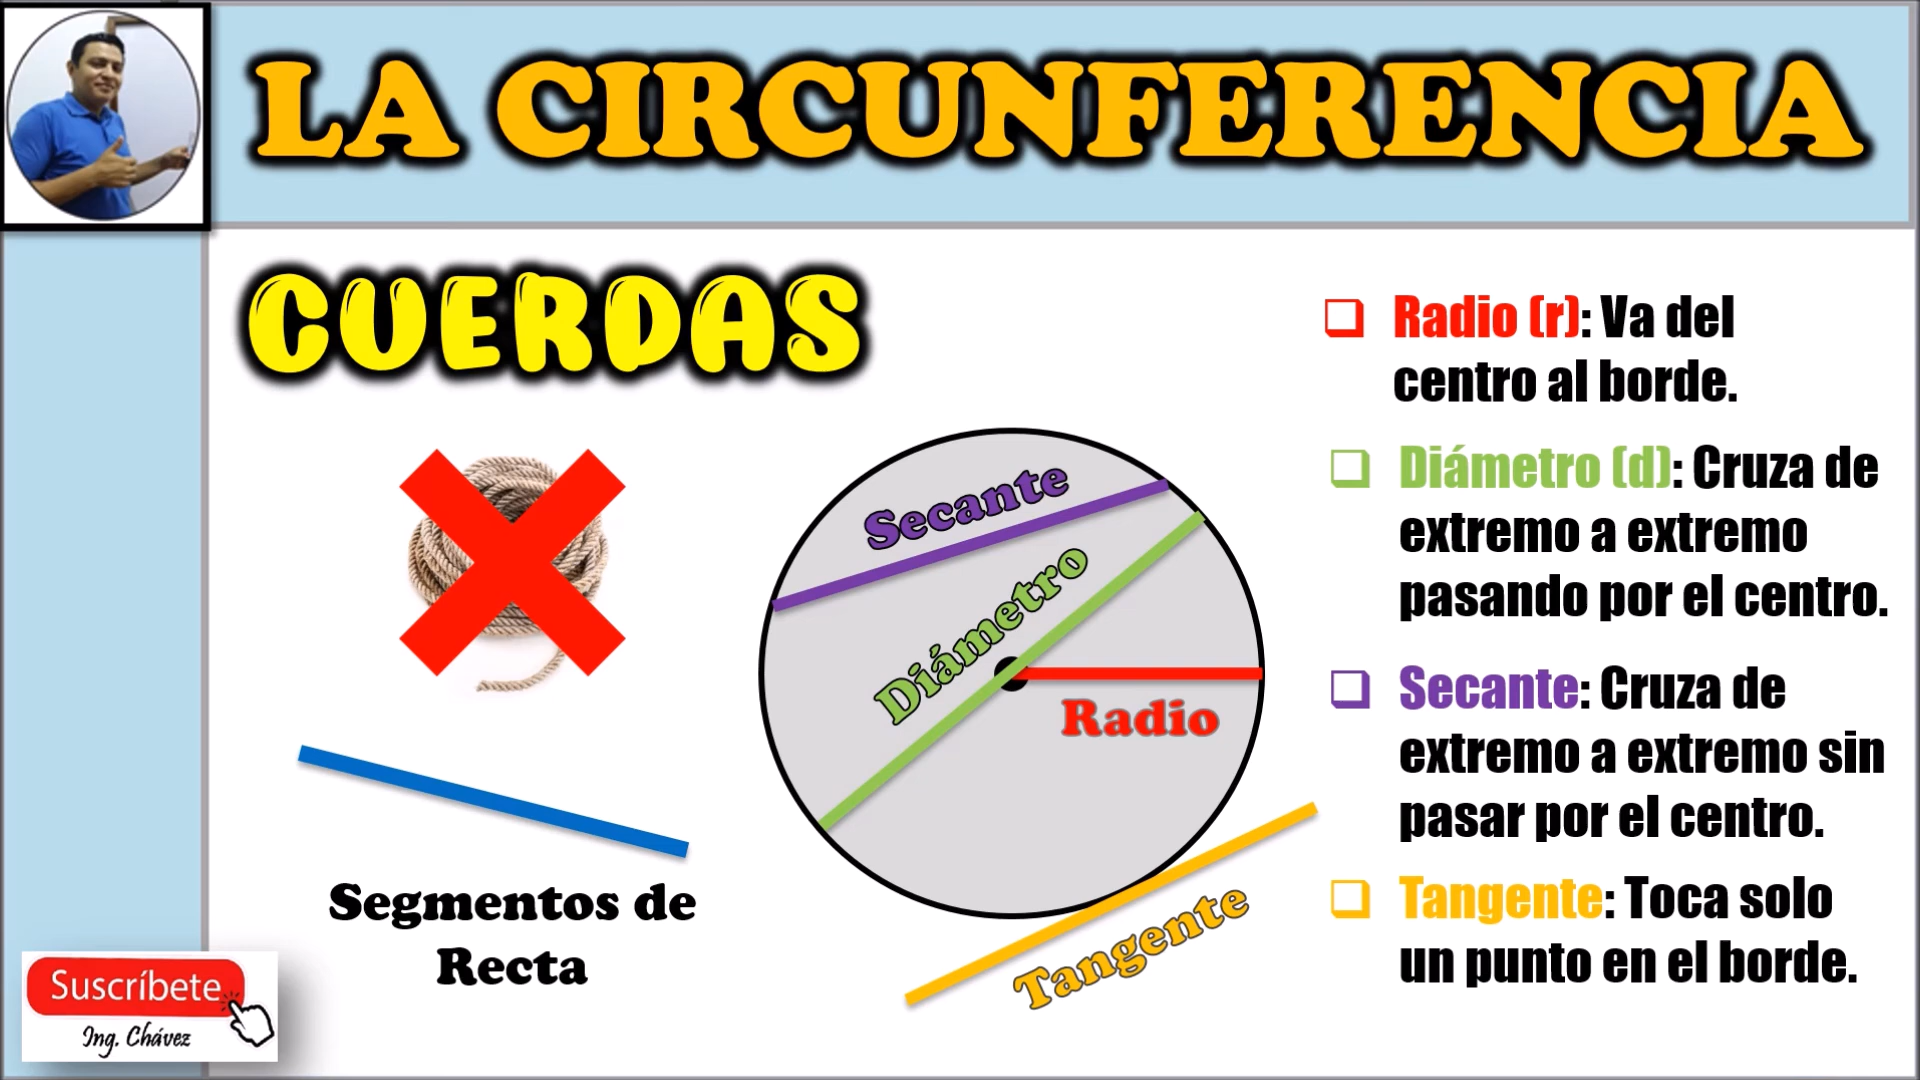 LA CIRCUNFERENCIA
CUERDAS
Segmentos de
Recta
Secante
Diámetro
Radio
Tangente
Radio (r): Va del
centro al borde.
Diámetro (d): Cruza de
extremo a extremo
pasando por el centro.
Secante: Cruza de
extremo a extremo sin
pasar por el centro.
Tangente: Toca solo
un punto en el borde.
Suscríbete
Ing. Chávez